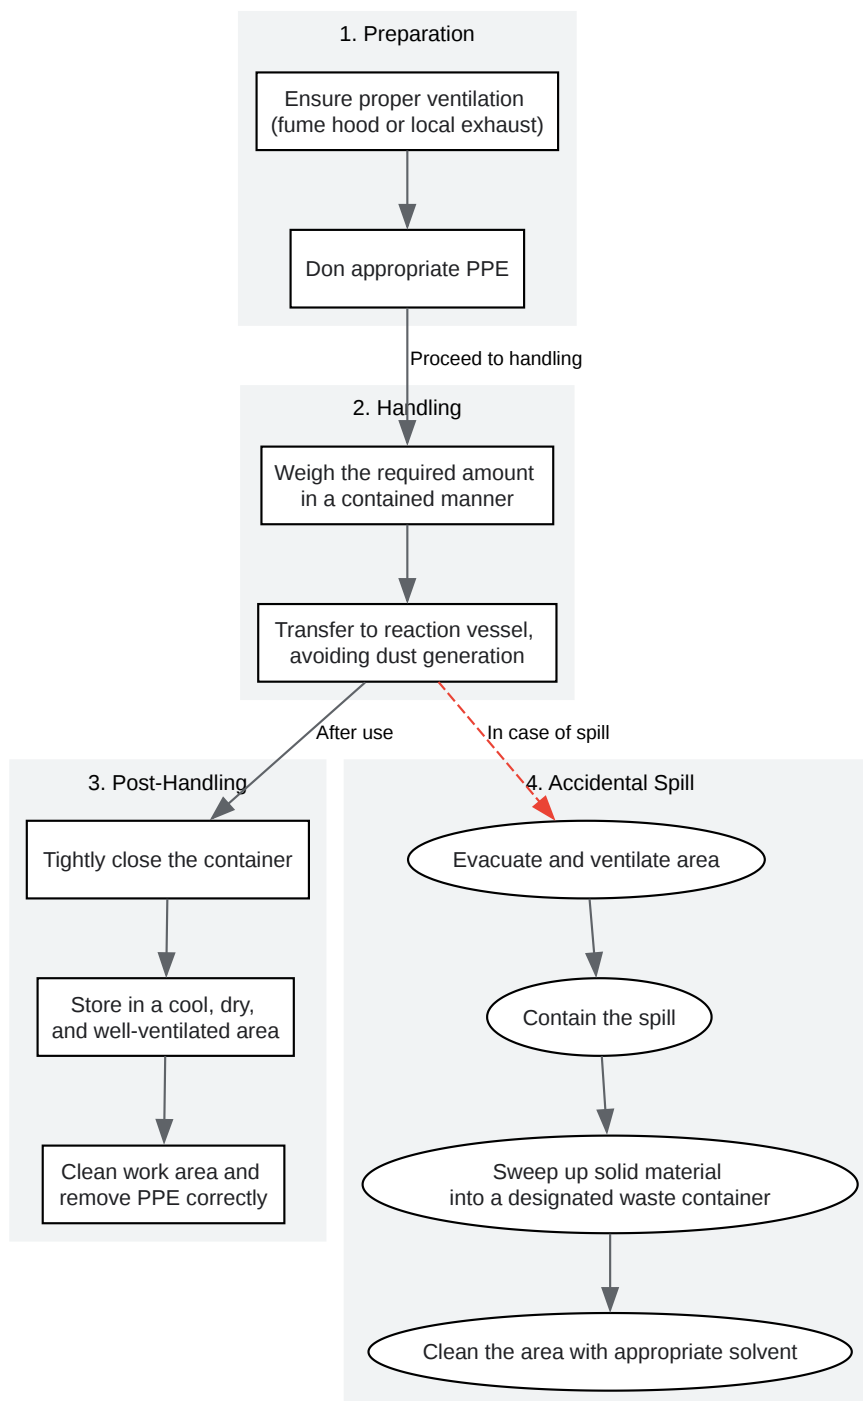 1. Preparation
Ensure proper ventilation
(fume hood or local exhaust)
Don appropriate PPE
Proceed to handling
2. Handling
Weigh the required amount
in a contained manner
Transfer to reaction vessel,
avoiding dust generation
After use
In case of spill
3. Post-Handling
Tightly close the container
Store in a cool, dry,
and well-ventilated area
Clean work area and
remove PPE correctly
4. Accidental Spill
Evacuate and ventilate area
Contain the spill
Sweep up solid material
into a designated waste container
Clean the area with appropriate solvent